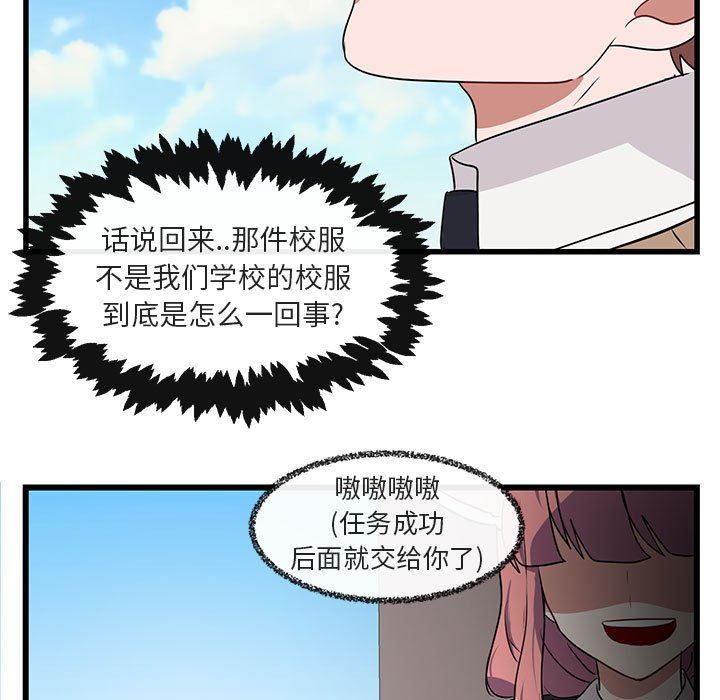 话说回来..那件校服
不是我们学校的校服
到底是怎么一回事?
嗷嗷嗷嗷
(任务成功
后面就交给你了)